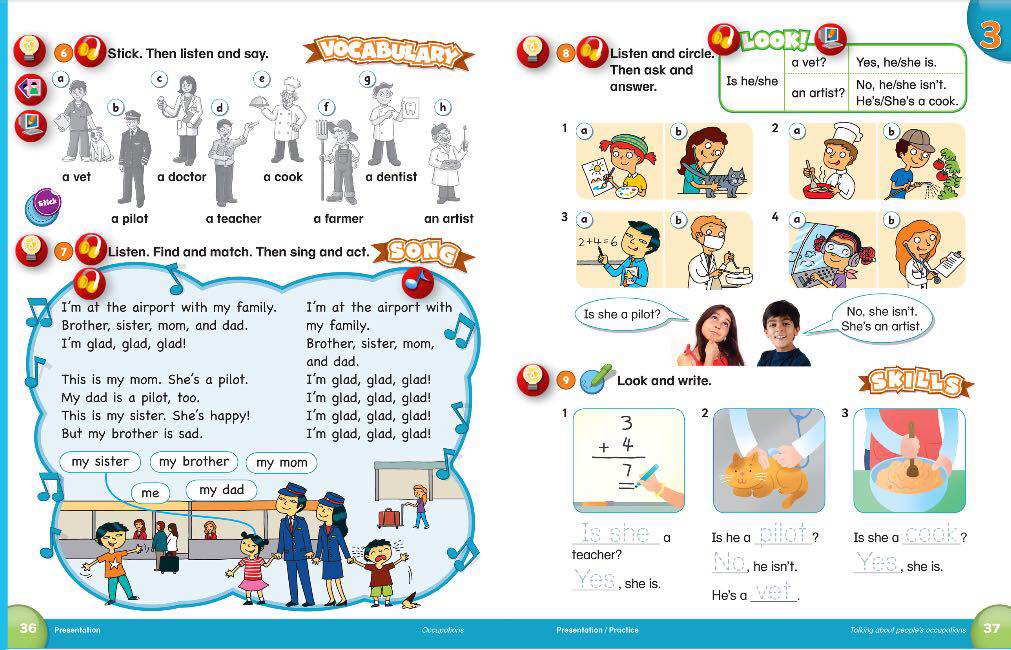 6 Stick. Then listen and say.
VOCABULARY
a
c
e
g
b
d
f
h
a vet
a doctor
a cook
a dentist
Stick
a pilot
a teacher
a farmer
an artist
7 Listen. Find and match. Then sing and act.
SONG
I'm at the airport with my family.
Brother, sister, mom, and dad.
I'm glad, glad, glad!
This is my mom. She's a pilot.
My dad is a pilot, too.
This is my sister. She's happy!
But my brother is sad.
I'm at the airport with
my family.
Brother, sister, mom,
and dad.
I'm glad, glad, glad!
I'm glad, glad, glad!
I'm glad, glad, glad!
I'm glad, glad, glad!
my sister
my brother
my mom
me
my dad
36 Presentation
Occupations
3
8 Listen and circle.
Then ask and
answer.
LOOK!
Is he/she
a vet?
Yes, he/she is.
an artist?
No, he/she isn't.
He's/She's a cook.
1 a b
2 a b
3 a b
2+4=6
4 a b
Is she a pilot?
No, she isn't.
She's an artist.
9 Look and write.
SKILLS
1
3
+ 4
7
2
3
Is she a
teacher?
Yes, she is.
Is he a pilot?
No, he isn't.
He's a vet.
Is she a cook?
Yes, she is.
Presentation / Practice
Talking about people's occupations 37